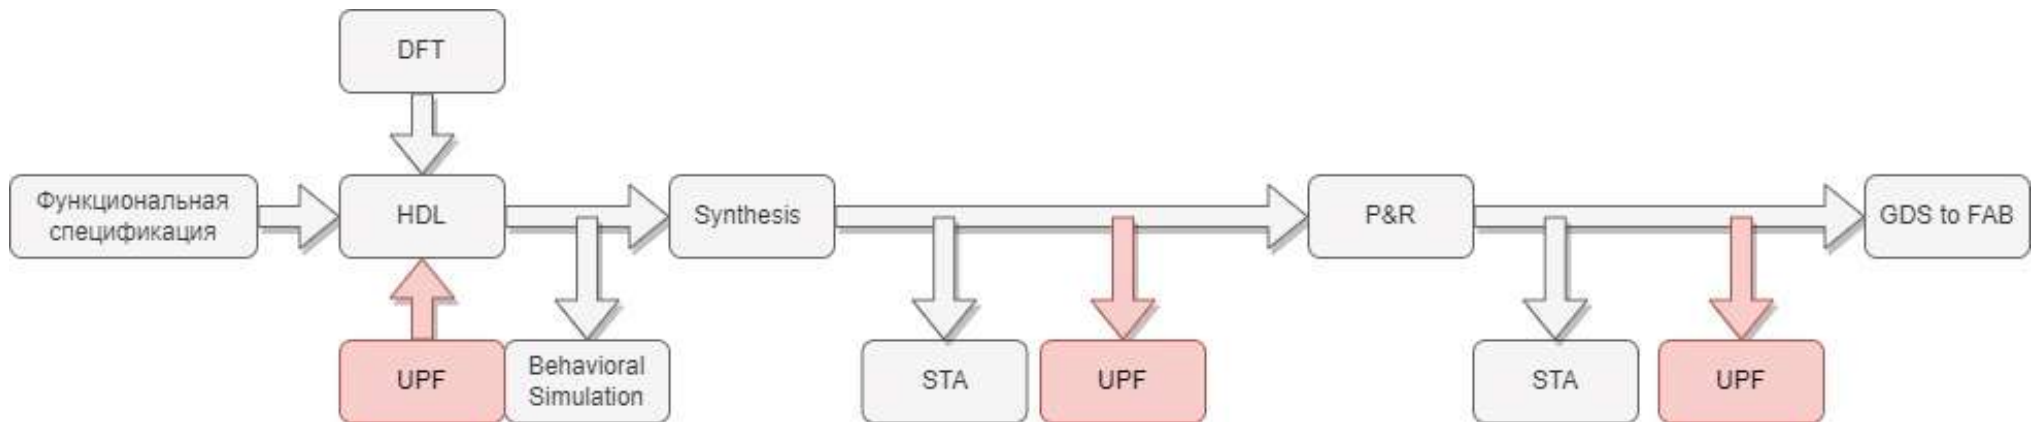 DFT
Функциональная
спецификация
HDL
Synthesis
P&R
GDS to FAB
UPF
Behavioral
Simulation
STA
UPF
STA
UPF